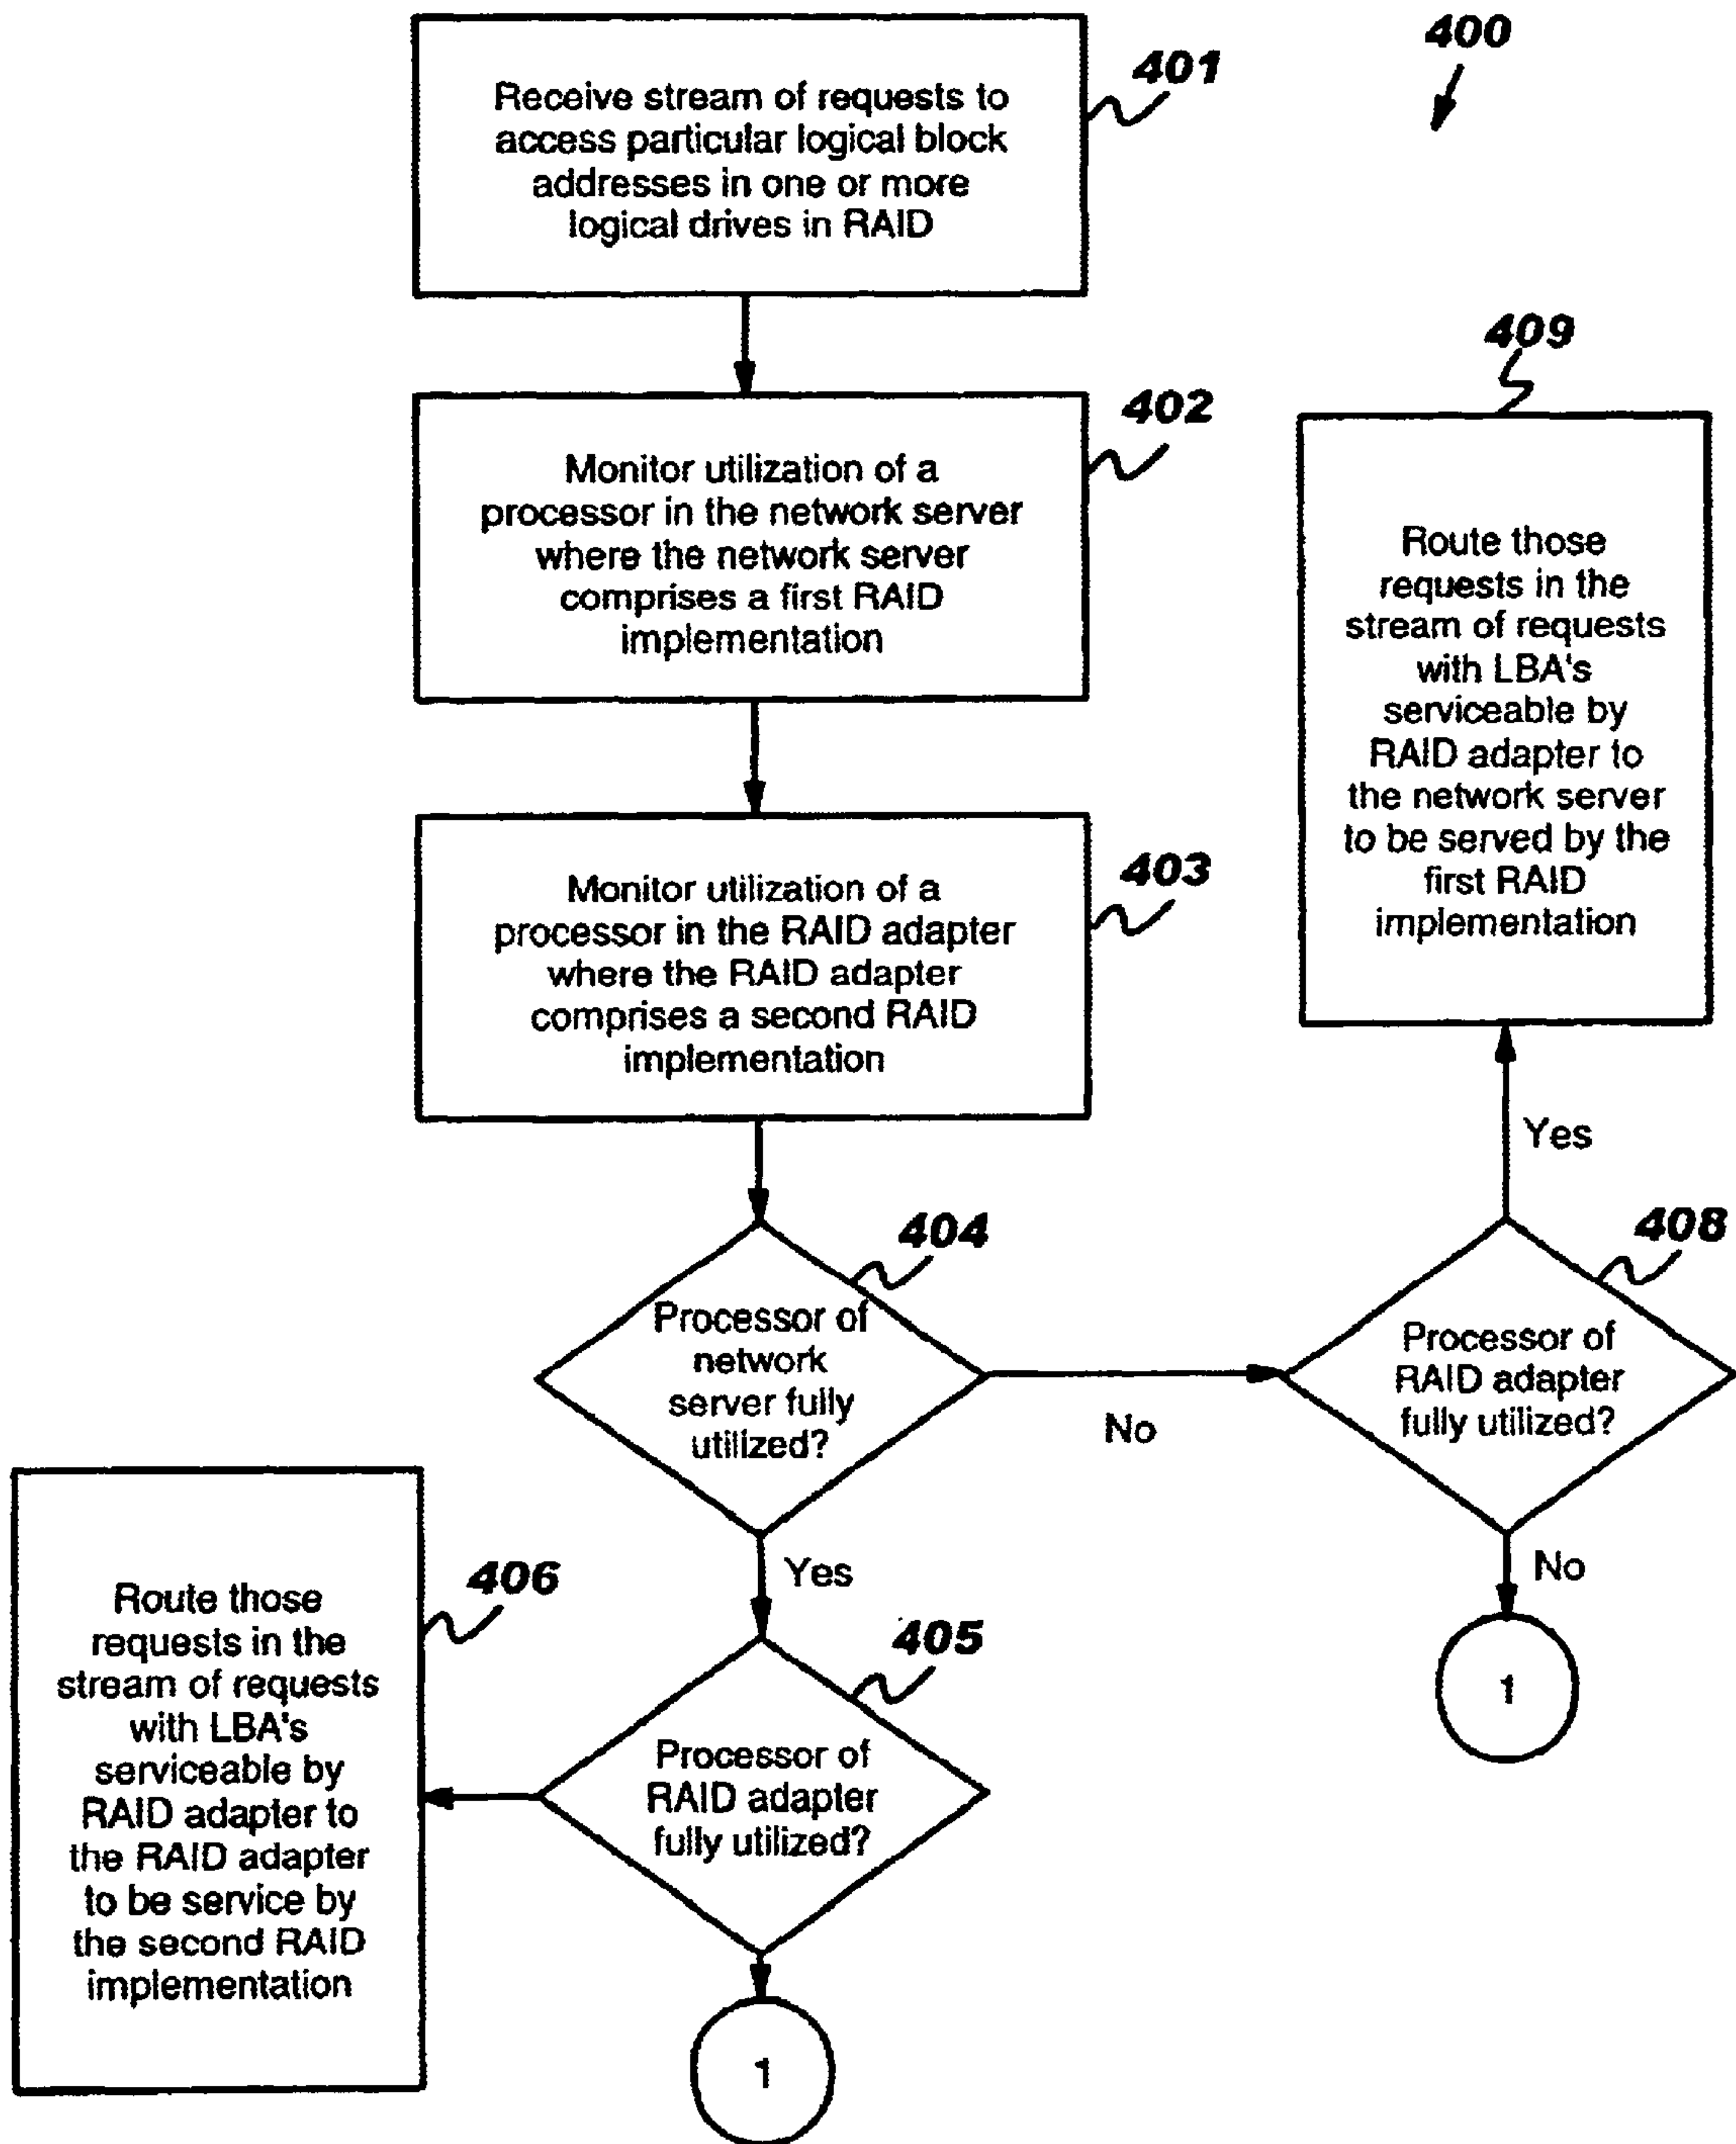 400
401
Receive stream of requests to
access particular logical block
addresses in one or more
logical drives in RAID
402
Monitor utilization of a
processor in the network server
where the network server
comprises a first RAID
implementation
403
Monitor utilization of a
processor in the RAID adapter
where the RAID adapter
comprises a second RAID
implementation
404
Processor of
network
server fully
utilized?
No
Yes
408
Processor of
RAID adapter
fully utilized?
Yes
No
1
409
Route those
requests in the
stream of requests
with LBA's
serviceable by
RAID adapter to
the network server
to be served by the
first RAID
implementation
405
Processor of
RAID adapter
fully utilized?
1
406
Route those
requests in the
stream of requests
with LBA's
serviceable by
RAID adapter to
the RAID adapter
to be service by
the second RAID
implementation